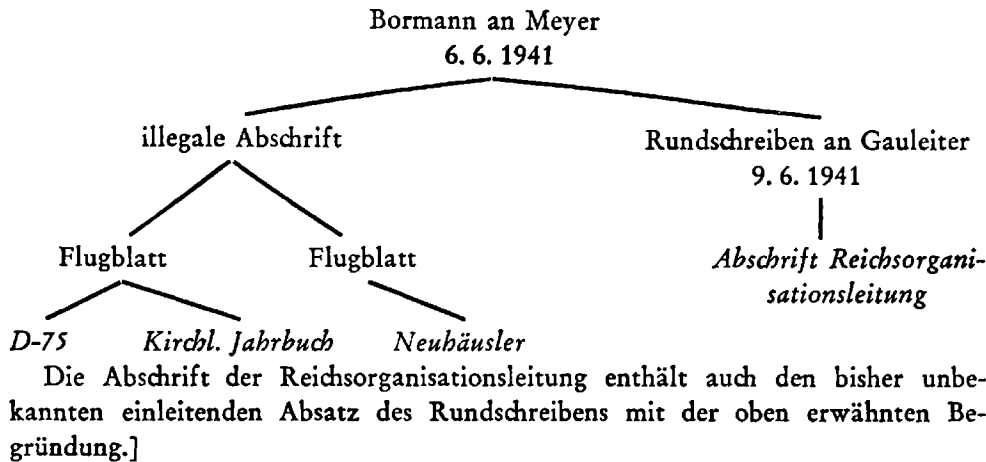 Bormann an Meyer
6. 6. 1941
illegale Abschrift
Rundschreiben an Gauleiter
9. 6. 1941
Flugblatt Flugblatt
Abschrift Reichsorgani-
sationsleitung
D-75 Kirchl. Jahrbuch Neuhäusler
Die Abschrift der Reichsorganisationsleitung enthält auch den bisher unbe-
kannten einleitenden Absatz des Rundschreibens mit der oben erwähnten Be-
gründung.]